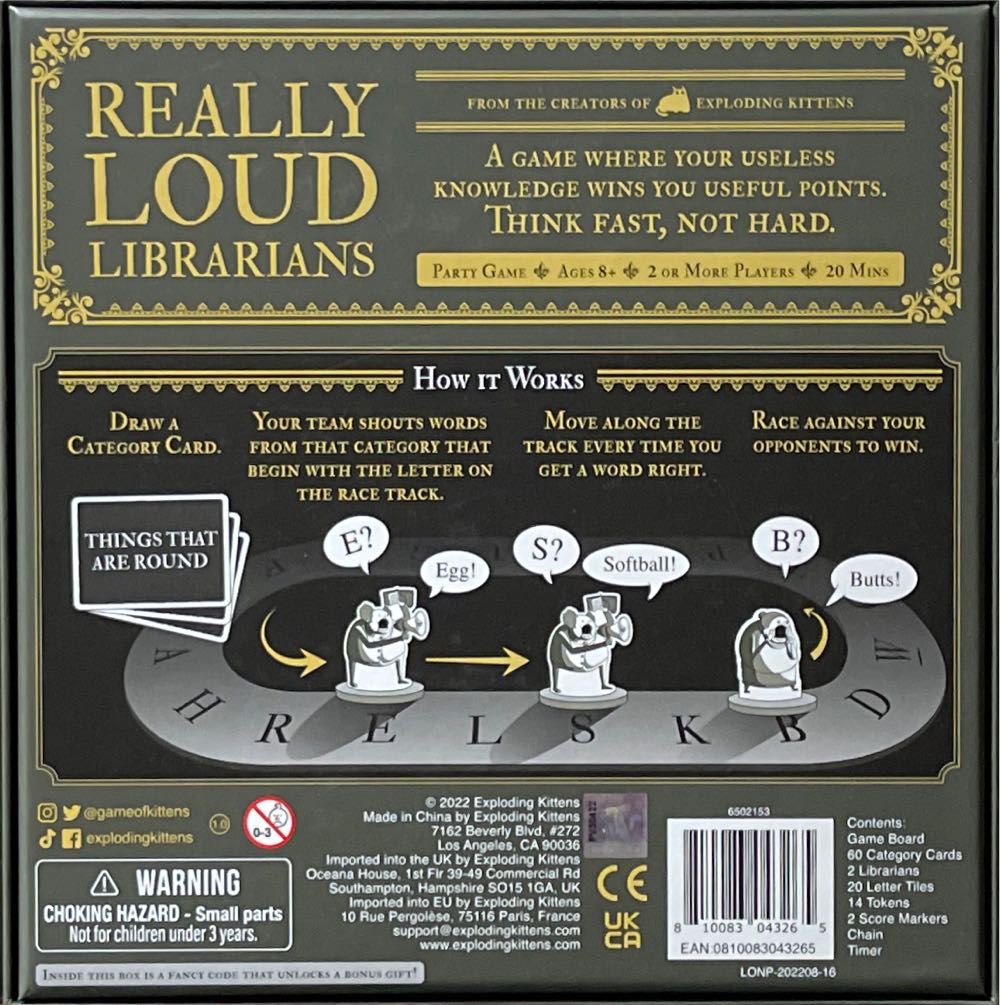 REALLY
LOUD
LIBRARIANS
FROM THE CREATORS OF EXPLODING KITTENS
A GAME WHERE YOUR USELESS
KNOWLEDGE WINS YOU USEFUL POINTS.
THINK FAST, NOT HARD.
PARTY GAME AGES 8+ 2 OR MORE PLAYERS 20 MINS
HOW IT WORKS
DRAW A
CATEGORY CARD.
YOUR TEAM SHOUTS WORDS
FROM THAT CATEGORY THAT
BEGIN WITH THE LETTER ON
THE RACE TRACK.
MOVE ALONG THE
TRACK EVERY TIME YOU
GET A WORD RIGHT.
RACE AGAINST YOUR
OPPONENTS TO WIN.
THINGS THAT
ARE ROUND
E?
Egg!
S?
Softball!
B?
Butts!
A H R E L S K B D W
@gameofkittens
explodingkittens
1.0
0-3
WARNING
CHOKING HAZARD - Small parts
Not for children under 3 years.
INSIDE THIS BOX IS A FANCY CODE THAT UNLOCKS A BONUS GIFT!
© 2022 Exploding Kittens
Made in China by Exploding Kittens
7162 Beverly Blvd, #272
Los Angeles, CA 90036
Imported into the UK by Exploding Kittens
Oceana House, 1st Flr 39-49 Commercial Rd
Southampton, Hampshire SO15 1GA, UK
Imported into EU by Exploding Kittens
10 Rue Pergolèse, 75116 Paris, France
support@explodingkittens.com
www.explodingkittens.com
CE
UK
CA
6502153
8 10083 04326 5
EAN:0810083043265
LONP-202208-16
Contents:
Game Board
60 Category Cards
2 Librarians
20 Letter Tiles
14 Tokens
2 Score Markers
Chain
Timer